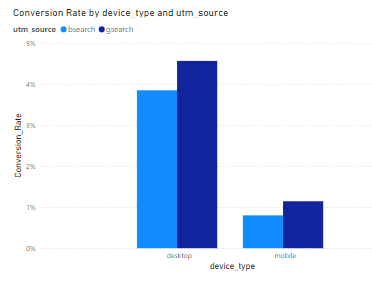 Conversion Rate by device_type and utm_source
utm_source bsearch gsearch
5%
4%
3%
2%
1%
0%
Conversion_Rate
desktop mobile
device_type